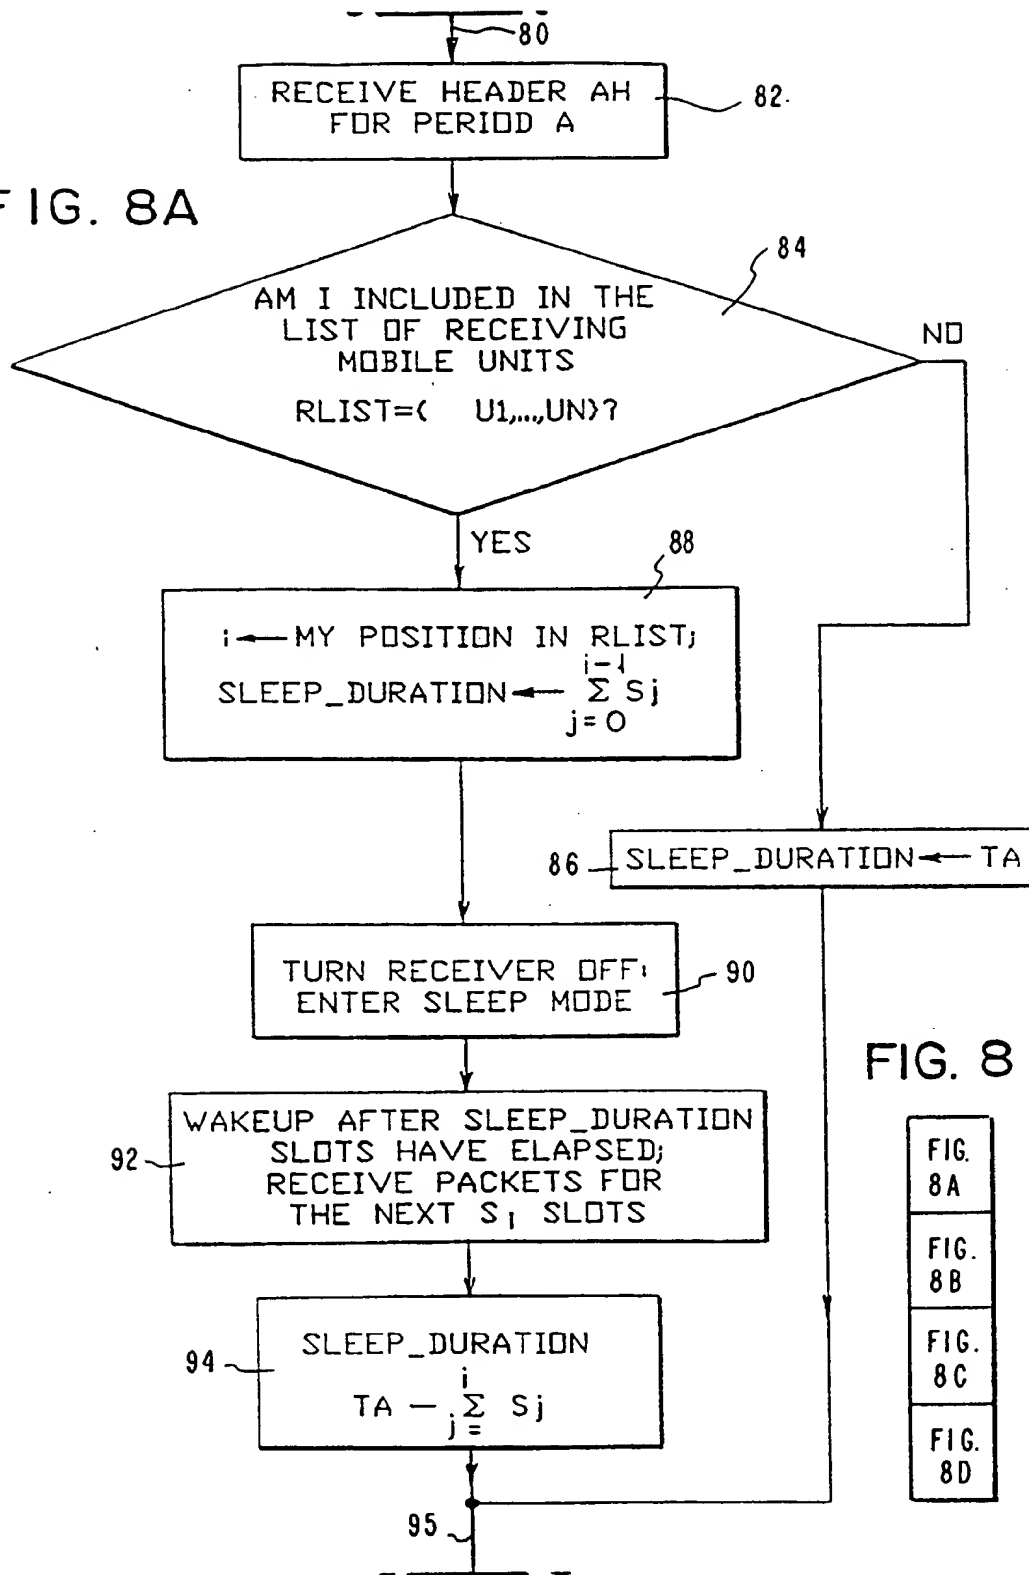 80
RECEIVE HEADER AH
FOR PERIOD A
82.
FIG. 8A
84
AM I INCLUDED IN THE
LIST OF RECEIVING
MOBILE UNITS
RLIST=( U1,...,UN)?
NO
YES
88
i← MY POSITION IN RLIST;
SLEEP_DURATION ← i-1 Σ Sj
j=0
86
SLEEP_DURATION ← TA
TURN RECEIVER OFF;
ENTER SLEEP MODE
90
FIG. 8
WAKEUP AFTER SLEEP_DURATION
SLOTS HAVE ELAPSED;
RECEIVE PACKETS FOR
THE NEXT Si SLOTS
92
FIG.
8A
FIG.
8B
FIG.
8C
FIG.
8D
94
SLEEP_DURATION
i
TA — Σ Sj
j=
95